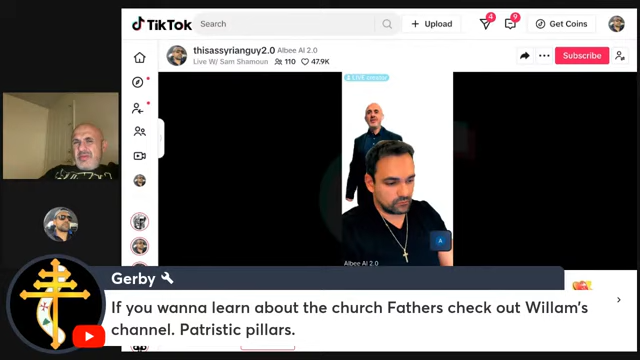 TikTok
Search
Upload
4
9
Get Coins
thisassyrianguy2.0 Albee AI 2.0
Live W/ Sam Shamoun 110 47.9K
Subscribe
LIVE creator
A
Albee AI 2.0
Gerby
If you wanna learn about the church Fathers check out Willam's
channel. Patristic pillars.